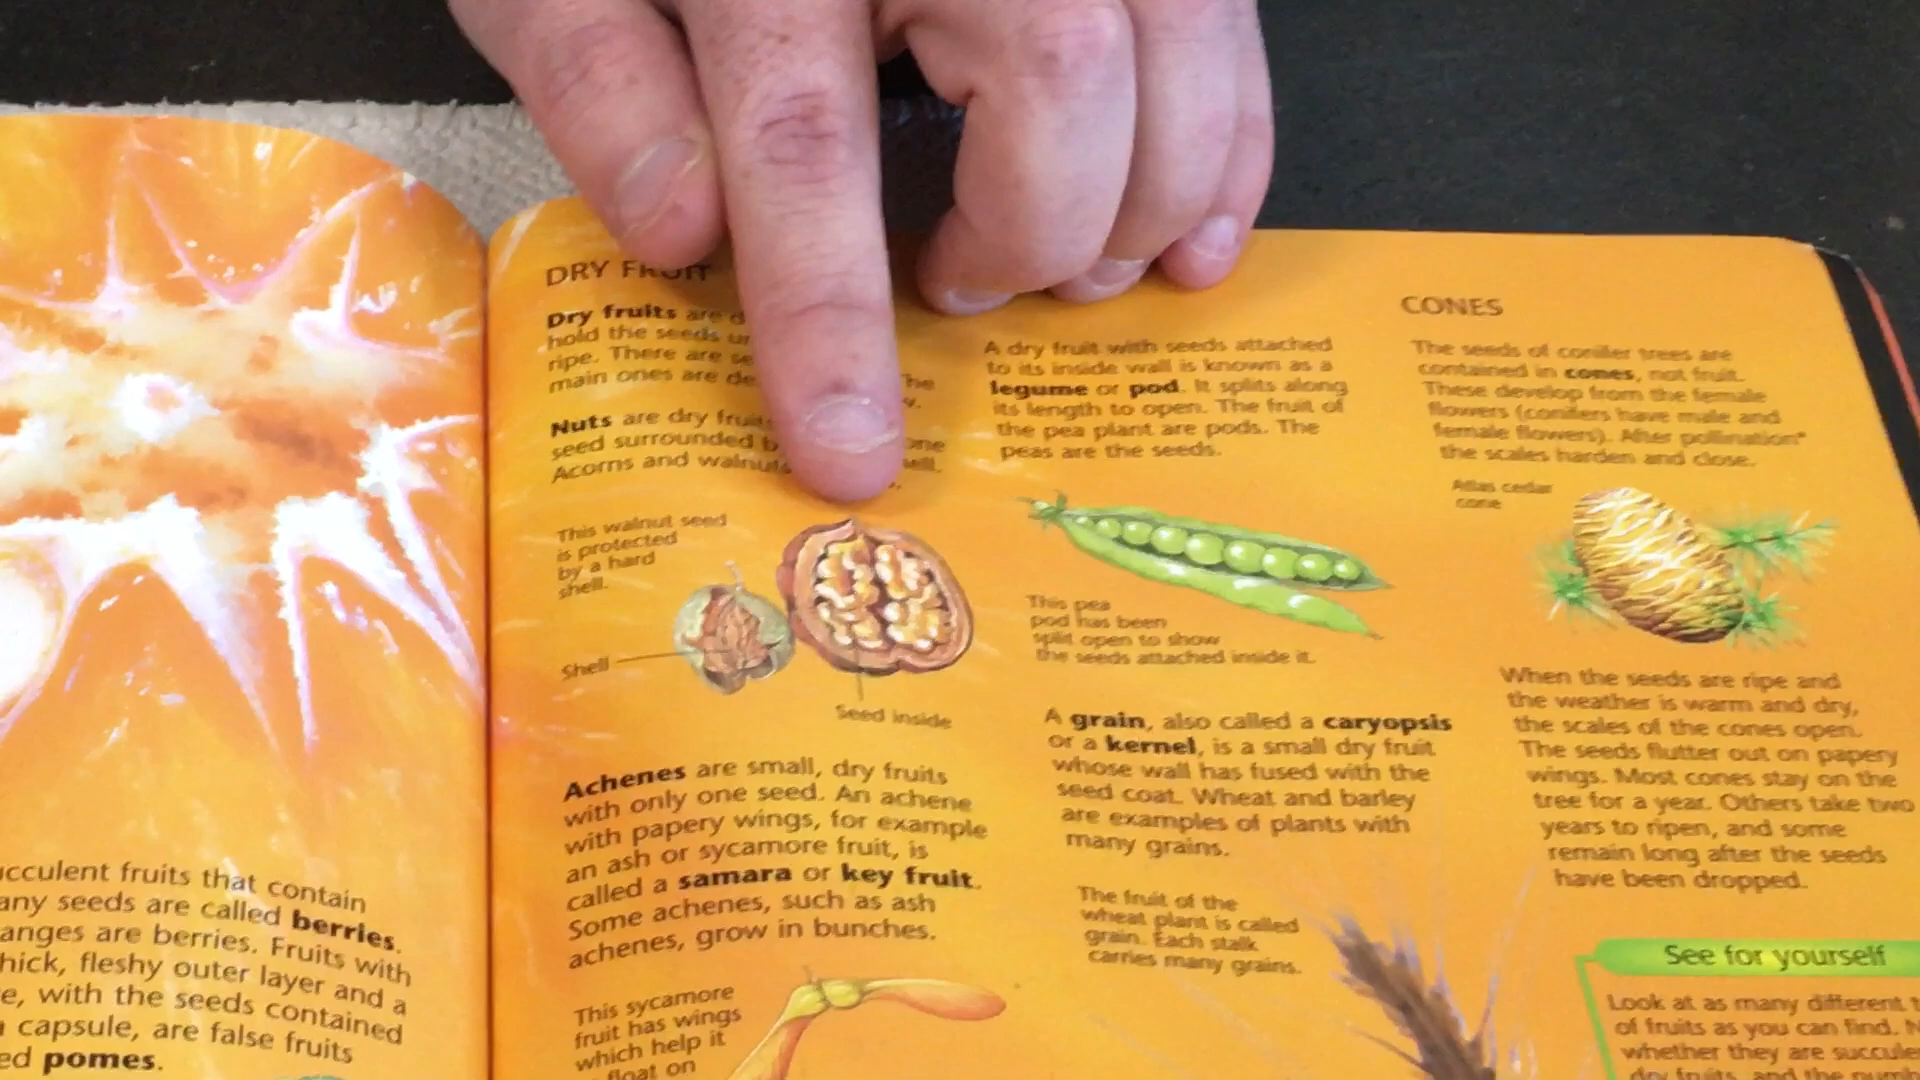 ucculent fruits that contain
any seeds are called berries.
anges are berries. Fruits with
hick, fleshy outer layer and a
e, with the seeds contained
a capsule, are false fruits
ed pomes.
DRY FRUIT
Dry fruits are d
hold the seeds un
ripe. There are se The
main ones are de w.
Nuts are dry fruits one
seed surrounded b ell.
Acorns and walnuts
This walnut seed
is protected
by a hard
shell.
Shell
Seed inside
Achenes are small, dry fruits
with only one seed. An achene
with papery wings, for example
an ash or sycamore fruit, is
called a samara or key fruit.
Some achenes, such as ash
achenes, grow in bunches.
This sycamore
fruit has wings
which help it
float on
A dry fruit with seeds attached
to its inside wall is known as a
legume or pod. It splits along
its length to open. The fruit of
the pea plant are pods. The
peas are the seeds.
This pea
pod has been
split open to show
the seeds attached inside it.
A grain, also called a caryopsis
or a kernel, is a small dry fruit
whose wall has fused with the
seed coat. Wheat and barley
are examples of plants with
many grains.
The fruit of the
wheat plant is called
grain. Each stalk
carries many grains.
CONES
The seeds of conifer trees are
contained in cones, not fruit.
These develop from the female
flowers (conifers have male and
female flowers). After pollination*
the scales harden and close.
Atlas cedar
cone
When the seeds are ripe and
the weather is warm and dry,
the scales of the cones open.
The seeds flutter out on papery
wings. Most cones stay on the
tree for a year. Others take two
years to ripen, and some
remain long after the seeds
have been dropped.
See for yourself
Look at as many different t
of fruits as you can find. N
whether they are succule
dry fruits, and the numb